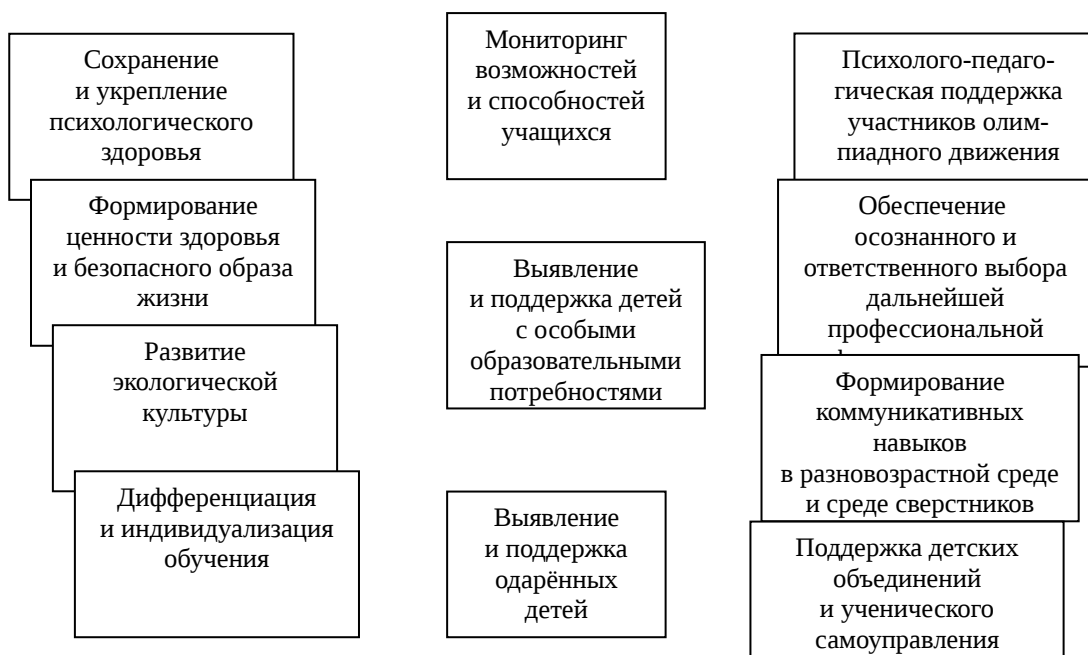 Сохранение
и укрепление
психологического
здоровья
Формирование
ценности здоровья
и безопасного образа
жизни
Развитие
экологической
культуры
Дифференциация
и индивидуализация
обучения
Мониторинг
возможностей
и способностей
учащихся
Выявление
и поддержка детей
с особыми
образовательными
потребностями
Выявление
и поддержка
одарённых
детей
Психолого-педаго-
гическая поддержка
участников олим-
пиадного движения
Обеспечение
осознанного и
ответственного выбора
дальнейшей
профессиональной
Формирование
коммуникативных
навыков
в разновозрастной среде
и среде сверстников
Поддержка детских
объединений
и ученического
самоуправления